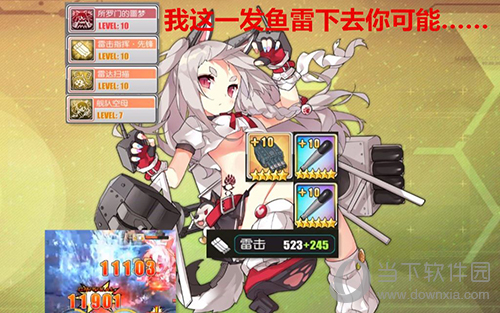 所罗门的噩梦
LEVEL: 10
雷击指挥·先锋
LEVEL: 10
雷达扫描
LEVEL: 10
舰队空母
LEVEL: 7
我这一发鱼雷下去你可能……
+10
+10
+10
雷击 523+245
11103
11901
当下软件园
www.downxia.com